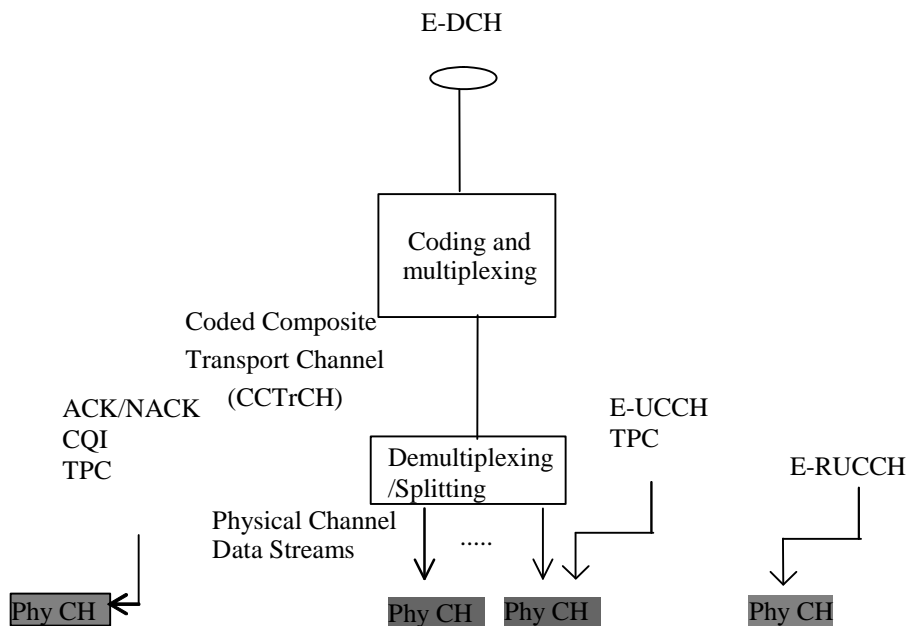 E-DCH
Coding and
multiplexing
Coded Composite
Transport Channel
(CCTrCH)
ACK/NACK
CQI
TPC
E-UCCH
TPC
Demultiplexing
/Splitting
E-RUCCH
Physical Channel
Data Streams
.....
Phy CH
Phy CH
Phy CH
Phy CH